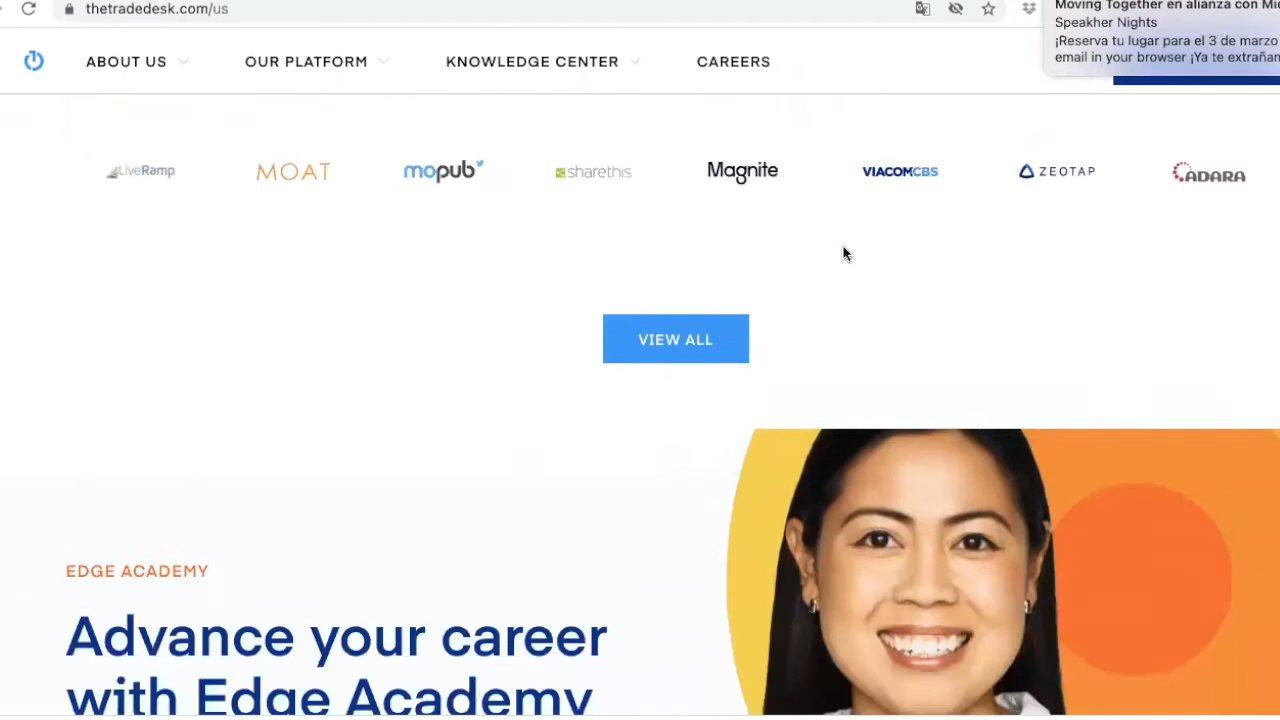 thetradedesk.com/us
Moving Together en alianza con
Speakher Nights
¡Reserva tu lugar para el 3 de marzo
email in your browser ¡Ya te
ABOUT US
OUR PLATFORM
KNOWLEDGE CENTER
CAREERS
LiveRamp
MOAT
mopub
sharethis
Magnite
VIACOMCBS
ZEOTAP
ADARA
VIEW ALL
EDGE ACADEMY
Advance your career
with Edge Academy